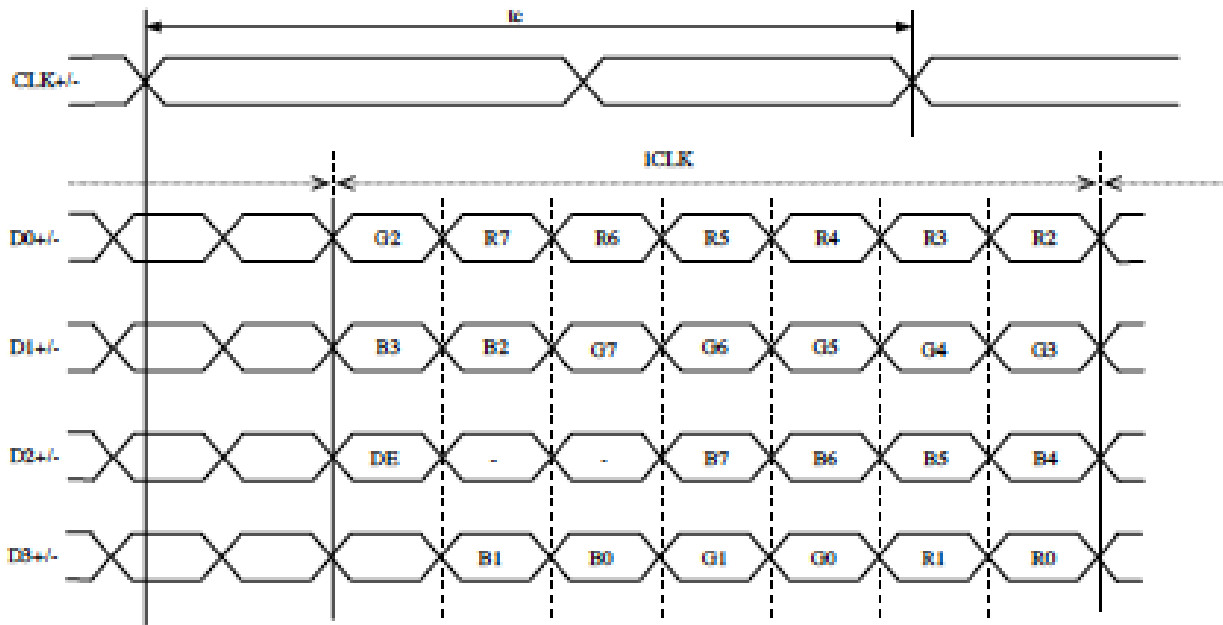 tc
CLK+/-
1CLK
D0+/- G2 R7 R6 R5 R4 R3 R2
D1+/- B3 B2 G7 G6 G5 G4 G3
D2+/- DE - - B7 B6 B5 B4
D3+/- B1 B0 G1 G0 R1 R0